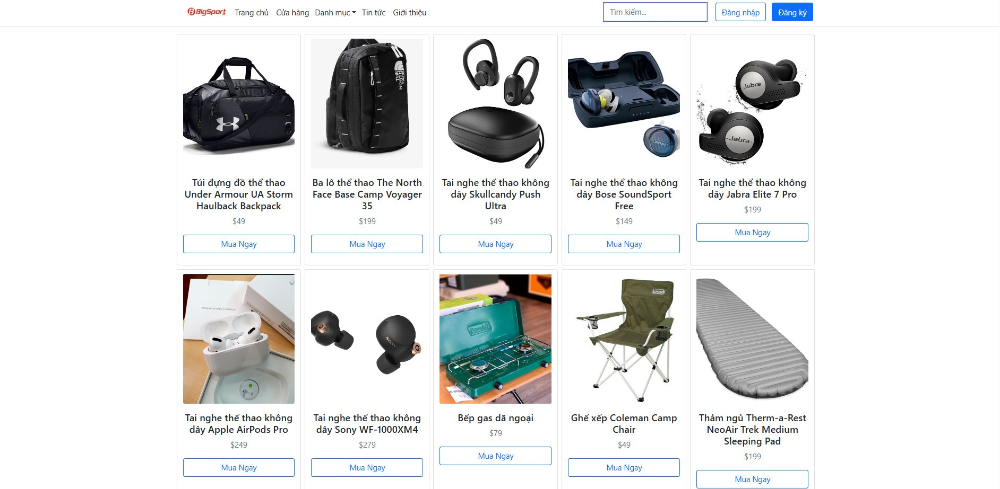 BigSport Trang chủ Cửa hàng Danh mục Tin tức Giới thiệu Tìm kiếm... Đăng nhập Đăng ký
THE NORTH FACE
BOSE
Jabra
Jabra
Túi đựng đồ thể thao
Under Armour UA Storm
Haulback Backpack
$49
Mua Ngay
Ba lô thể thao The North
Face Base Camp Voyager
35
$199
Mua Ngay
Tai nghe thể thao không
dây Skullcandy Push
Ultra
$49
Mua Ngay
Tai nghe thể thao không
dây Bose SoundSport
Free
$149
Mua Ngay
Tai nghe thể thao không
dây Jabra Elite 7 Pro
$199
Mua Ngay
Designed by Apple in California
SONY
Coleman
Coleman
Tai nghe thể thao không
dây Apple AirPods Pro
$249
Mua Ngay
Tai nghe thể thao không
dây Sony WF-1000XM4
$279
Mua Ngay
Bếp gas dã ngoại
$79
Mua Ngay
Ghế xếp Coleman Camp
Chair
$49
Mua Ngay
Thảm ngủ Therm-a-Rest
NeoAir Trek Medium
Sleeping Pad
$199
Mua Ngay